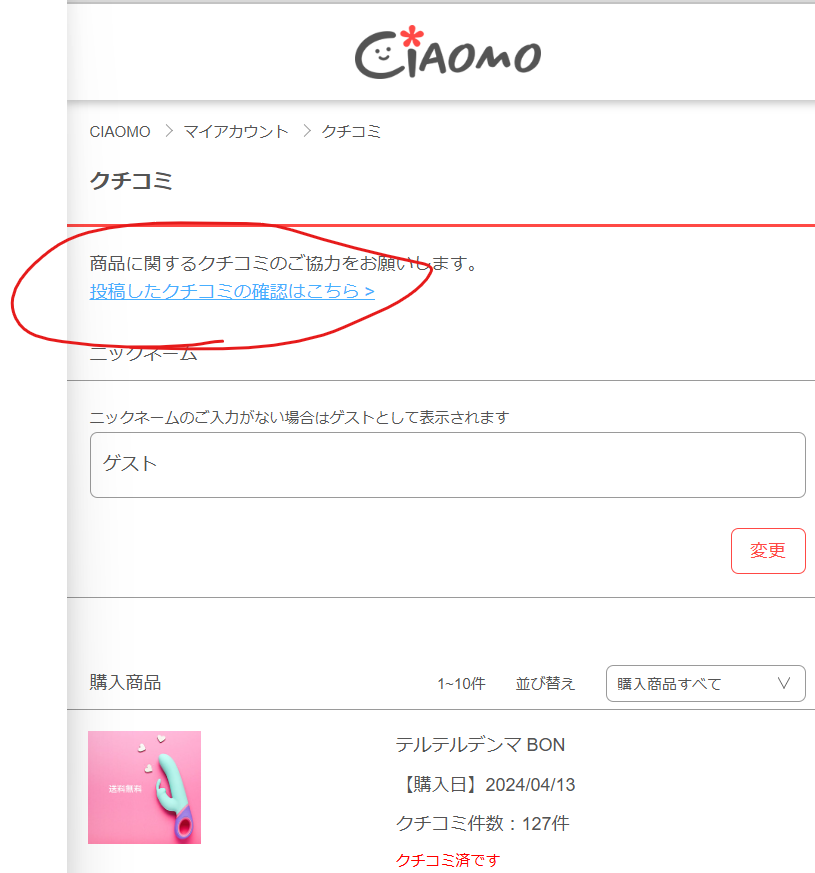 CIAOMO
CIAOMO > マイアカウント > クチコミ
クチコミ
商品に関するクチコミのご協力をお願いします。
投稿したクチコミの確認はこちら >
ニックネーム
ニックネームのご入力がない場合はゲストとして表示されます
ゲスト
変更
購入商品 1~10件 並び替え 購入商品すべて
送料無料
テルテルデンマ BON
【購入日】2024/04/13
クチコミ件数：127件
クチコミ済です